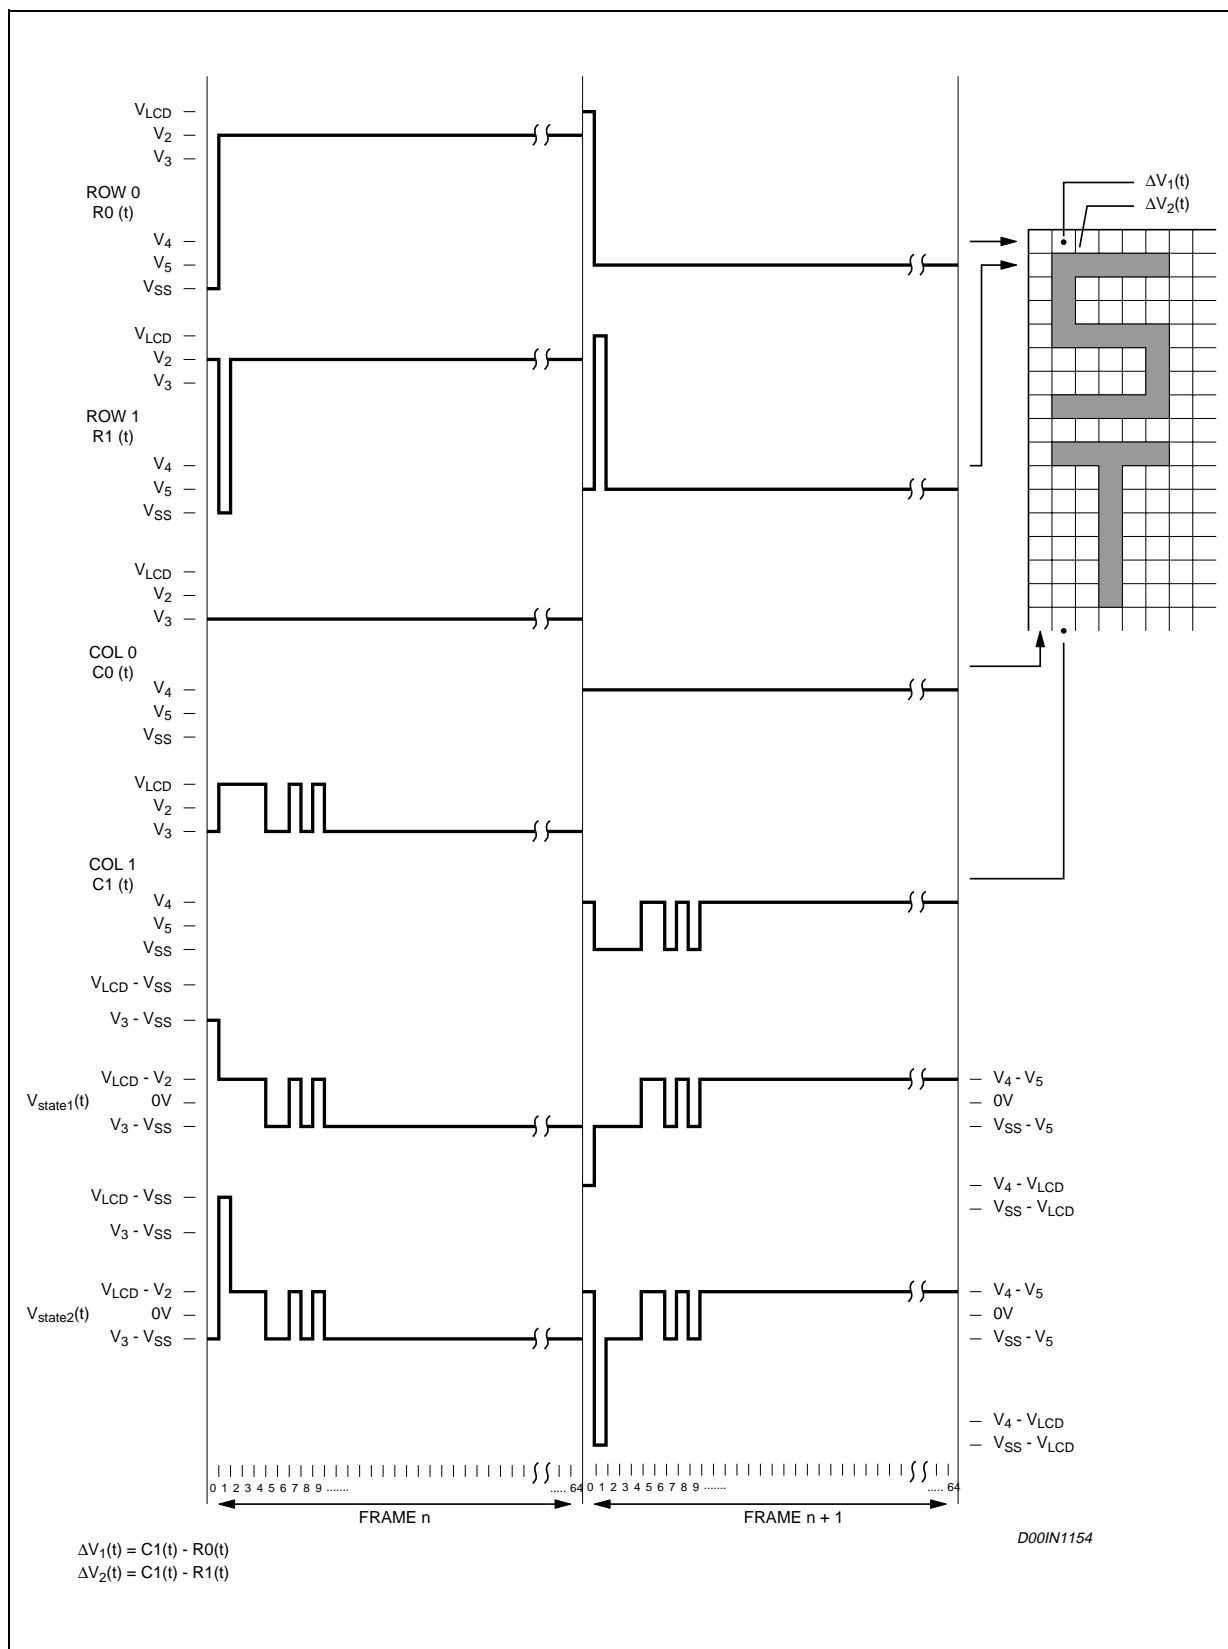 VLCD
V2
V3
ROW 0
R0 (t)
V4
V5
VSS
VLCD
V2
V3
ROW 1
R1 (t)
V4
V5
VSS
VLCD
V2
V3
COL 0
C0 (t)
V4
V5
VSS
VLCD
V2
V3
COL 1
C1 (t)
V4
V5
VSS
ΔV1(t)
ΔV2(t)
VLCD - VSS
V3 - VSS
VLCD - V2
Vstate1(t) 0V
V3 - VSS
V4 - V5
0V
VSS - V5
V4 - VLCD
VSS - VLCD
VLCD - VSS
V3 - VSS
VLCD - V2
Vstate2(t) 0V
V3 - VSS
V4 - V5
0V
VSS - V5
V4 - VLCD
VSS - VLCD
0 1 2 3 4 5 6 7 8 9 ....... ..... 64 0 1 2 3 4 5 6 7 8 9 ....... ..... 64
FRAME n FRAME n + 1
D00IN1154
ΔV1(t) = C1(t) - R0(t)
ΔV2(t) = C1(t) - R1(t)